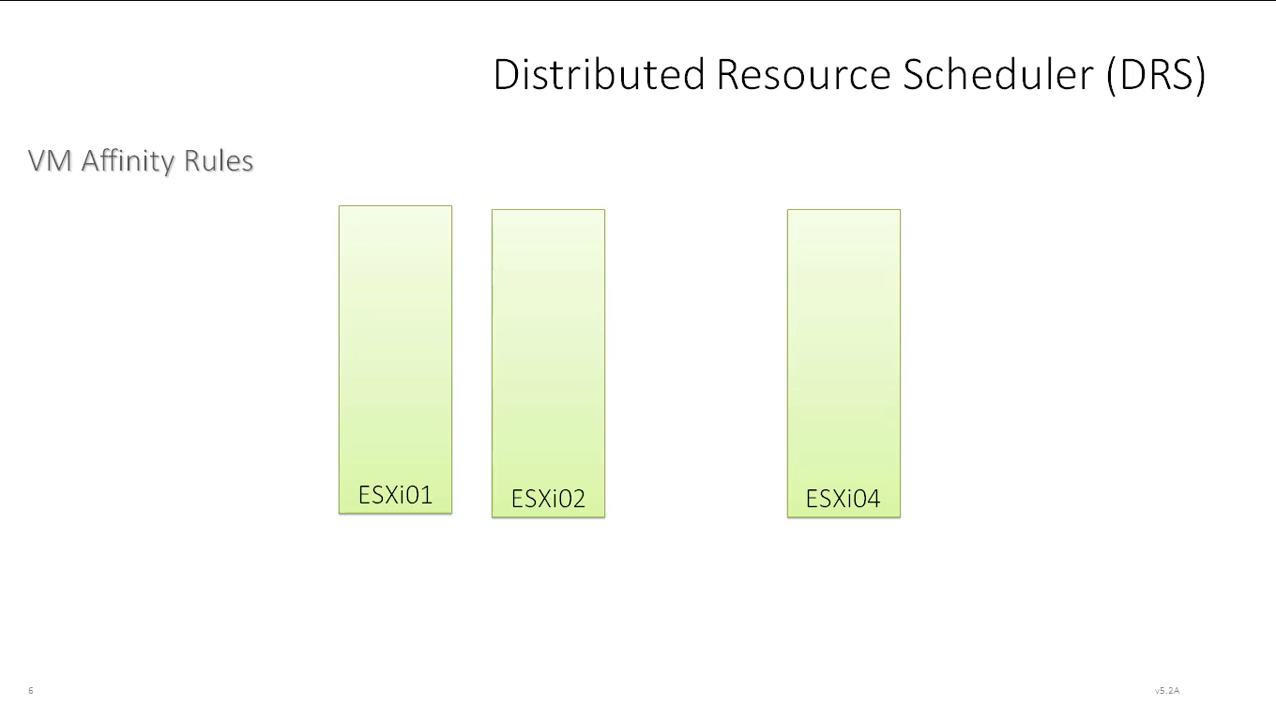 Distributed Resource Scheduler (DRS)
VM Affinity Rules
ESXi01
ESXi02
ESXi04
6
v5.2A